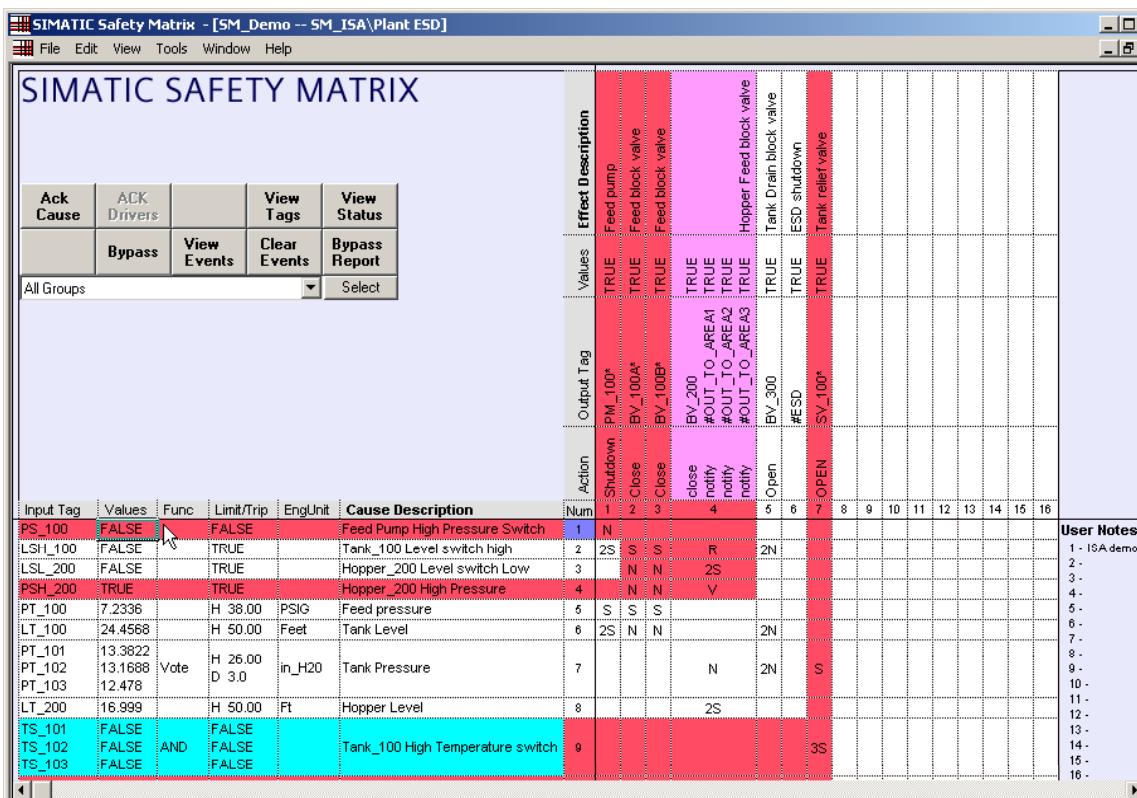 SIMATIC Safety Matrix - [SM_Demo -- SM_ISA\Plant ESD]
File Edit View Tools Window Help
SIMATIC SAFETY MATRIX
Ack Cause
ACK Drivers
View Tags
View Status
Bypass
View Events
Clear Events
Bypass Report
All Groups
Select
Effect Description
Feed pump
Feed block valve
Feed block valve
Hopper Feed block valve
Tank Drain block valve
ESD shutdown
Tank relief valve
Values
TRUE
TRUE
TRUE
TRUE
TRUE
TRUE
TRUE
TRUE
TRUE
TRUE
Output Tag
PM_100*
BV_100A*
BV_100B*
BV_200
#OUT_TO_AREA1
#OUT_TO_AREA2
#OUT_TO_AREA3
BV_300
#ESD
SV_100*
Action
Shutdown
Close
Close
close
notify
notify
notify
Open
OPEN
Input Tag Values Func Limit/Trip EngUnit Cause Description Num 1 2 3 4 5 6 7 8 9 10 11 12 13 14 15 16
PS_100 FALSE FALSE Feed Pump High Pressure Switch 1 N
LSH_100 FALSE TRUE Tank_100 Level switch high 2 2S S S R 2N
LSL_200 FALSE TRUE Hopper_200 Level switch Low 3 N N 2S
PSH_200 TRUE TRUE Hopper_200 High Pressure 4 N N V
PT_100 7.2336 H 38.00 PSIG Feed pressure 5 S S S
LT_100 24.4568 H 50.00 Feet Tank Level 6 2S N N 2N
PT_101 13.3822
PT_102 13.1688 Vote H 26.00 D 3.0 in_H20 Tank Pressure 7 N 2N S
PT_103 12.478
LT_200 16.999 H 50.00 Ft Hopper Level 8 2S
TS_101 FALSE FALSE
TS_102 FALSE AND FALSE Tank_100 High Temperature switch 9 3S
TS_103 FALSE FALSE
User Notes
1 - ISA demo
2 -
3 -
4 -
5 -
6 -
7 -
8 -
9 -
10 -
11 -
12 -
13 -
14 -
15 -
16 -